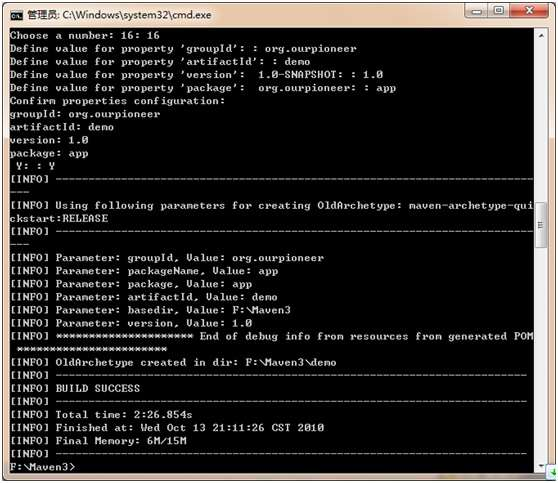 管理员: C:\Windows\system32\cmd.exe
Choose a number: 16: 16
Define value for property 'groupId': : org.ourpioneer
Define value for property 'artifactId': : demo
Define value for property 'version':  1.0-SNAPSHOT: : 1.0
Define value for property 'package':  org.ourpioneer: : app
Confirm properties configuration:
groupId: org.ourpioneer
artifactId: demo
version: 1.0
package: app
 Y: : Y
[INFO] -------------------------------------------------------------------------
---
[INFO] Using following parameters for creating OldArchetype: maven-archetype-qui
ckstart:RELEASE
[INFO] -------------------------------------------------------------------------
---
[INFO] Parameter: groupId, Value: org.ourpioneer
[INFO] Parameter: packageName, Value: app
[INFO] Parameter: package, Value: app
[INFO] Parameter: artifactId, Value: demo
[INFO] Parameter: basedir, Value: F:\Maven3
[INFO] Parameter: version, Value: 1.0
[INFO] ********************* End of debug info from resources from generated POM
 ***********************
[INFO] OldArchetype created in dir: F:\Maven3\demo
[INFO] ------------------------------------------------------------------------
[INFO] BUILD SUCCESS
[INFO] ------------------------------------------------------------------------
[INFO] Total time: 2:26.854s
[INFO] Finished at: Wed Oct 13 21:11:26 CST 2010
[INFO] Final Memory: 6M/15M
[INFO] ------------------------------------------------------------------------
F:\Maven3>